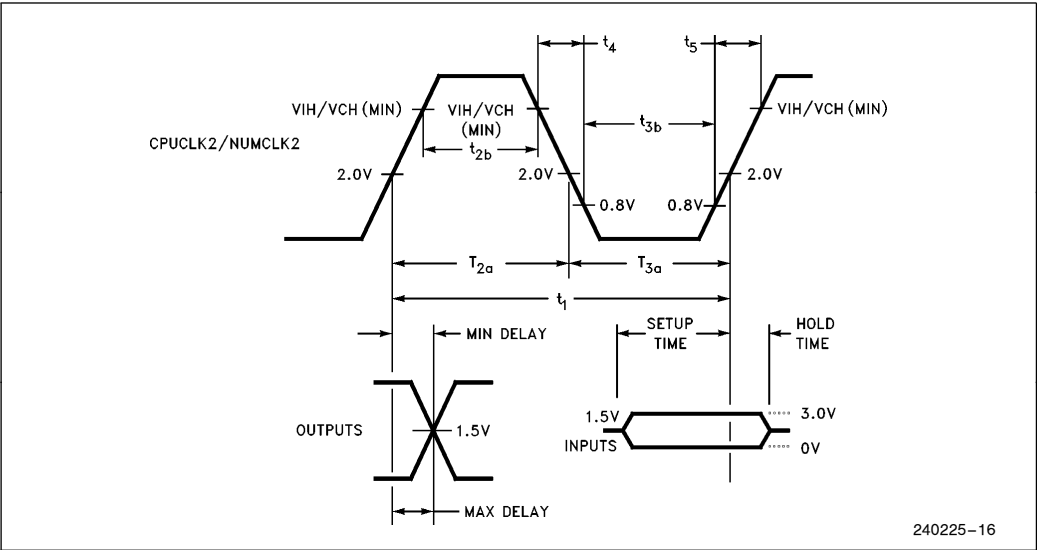 t4
t5
VIH/VCH (MIN)
VIH/VCH
(MIN)
VIH/VCH (MIN)
t3b
CPUCLK2/NUMCLK2
t2b
2.0V
2.0V
2.0V
0.8V
0.8V
T2a
T3a
t1
MIN DELAY
SETUP
TIME
HOLD
TIME
OUTPUTS
1.5V
1.5V
INPUTS
3.0V
0V
MAX DELAY
240225-16